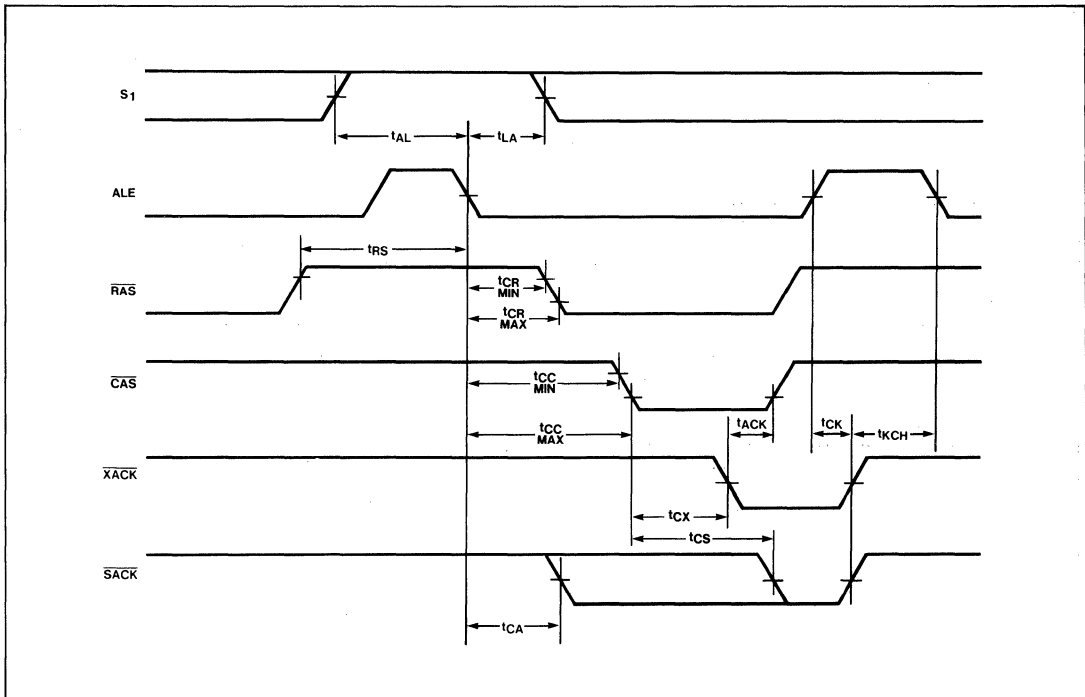 S1
tAL
tLA
ALE
tRS
RAS
tCR
MIN
tCR
MAX
CAS
tCC
MIN
tCC
MAX
tACK
tCK
tKCH
XACK
tCX
tCS
SACK
tCA